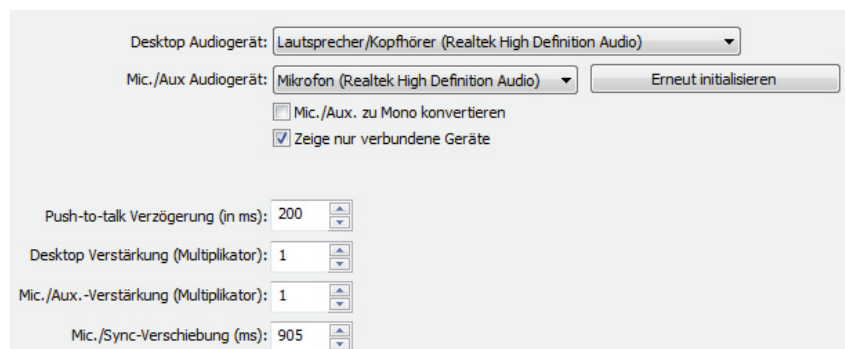 Desktop Audiogerät: Lautsprecher/Kopfhörer (Realtek High Definition Audio)
Mic./Aux Audiogerät: Mikrofon (Realtek High Definition Audio) Erneut initialisieren
Mic./Aux. zu Mono konvertieren
Zeige nur verbundene Geräte
Push-to-talk Verzögerung (in ms): 200
Desktop Verstärkung (Multiplikator): 1
Mic./Aux.-Verstärkung (Multiplikator): 1
Mic./Sync-Verschiebung (ms): 905